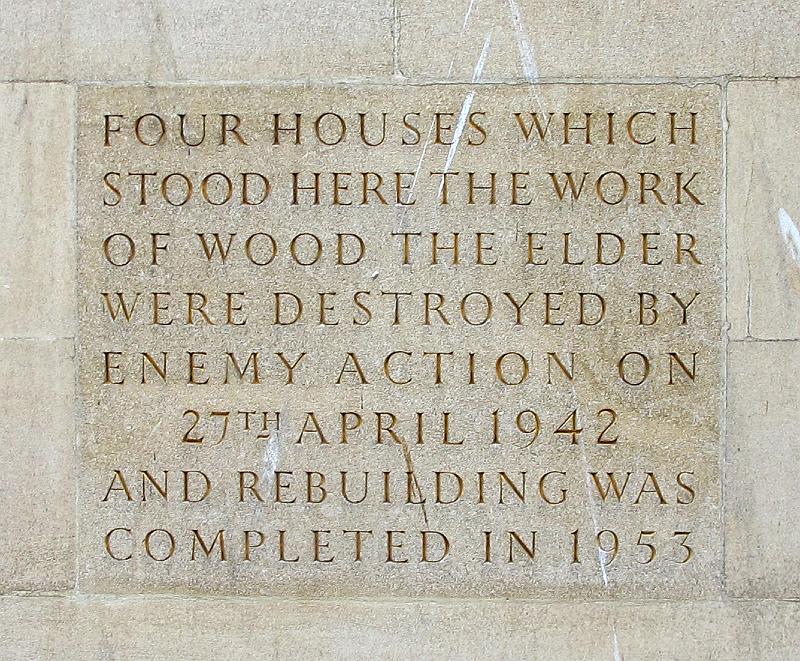 FOUR HOUSES WHICH
STOOD HERE THE WORK
OF WOOD THE ELDER
WERE DESTROYED BY
ENEMY ACTION ON
27TH APRIL 1942
AND REBUILDING WAS
COMPLETED IN 1953